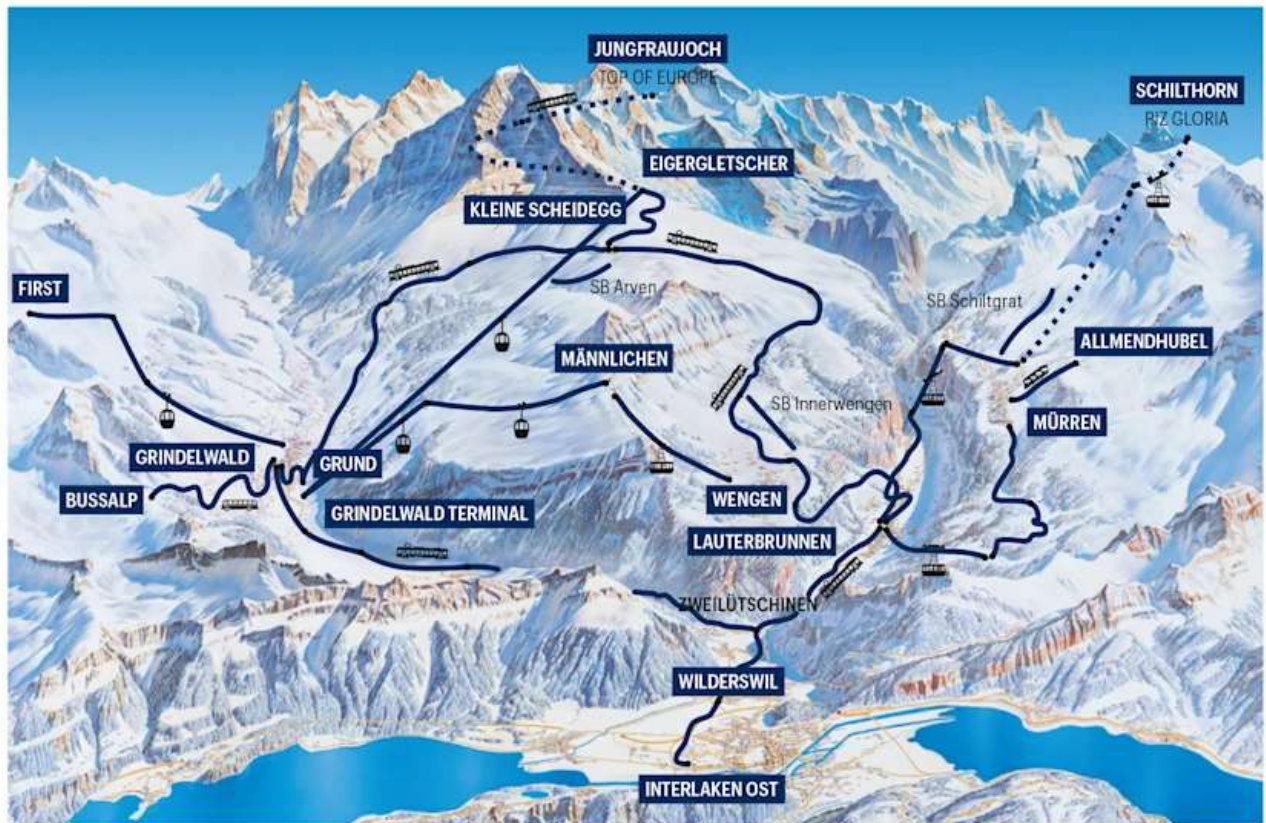 JUNGFRAUJOCH
TOP OF EUROPE
SCHILTHORN
PIZ GLORIA
EIGERGLETSCHER
KLEINE SCHEIDEGG
FIRST
SB Arven
SB Schiltgrat
MÄNNLICHEN
ALLMENDHUBEL
SB Innerwengen
MÜRREN
GRINDELWALD
GRUND
BUSSALP
WENGEN
GRINDELWALD TERMINAL
LAUTERBRUNNEN
ZWEILÜTSCHINEN
WILDERSWIL
INTERLAKEN OST